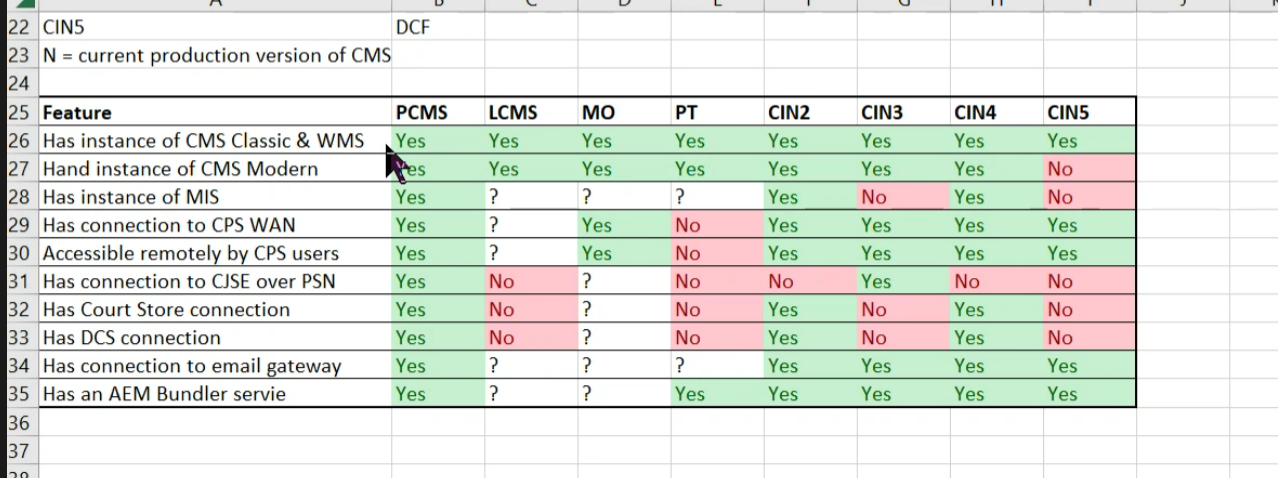 22 CIN5 DCF
23 N = current production version of CMS
24
25 Feature PCMS LCMS MO PT CIN2 CIN3 CIN4 CIN5
26 Has instance of CMS Classic & WMS Yes Yes Yes Yes Yes Yes Yes Yes
27 Hand instance of CMS Modern Yes Yes Yes Yes Yes Yes Yes No
28 Has instance of MIS Yes ? ? ? Yes No Yes No
29 Has connection to CPS WAN Yes ? Yes No Yes Yes Yes Yes
30 Accessible remotely by CPS users Yes ? Yes No Yes Yes Yes Yes
31 Has connection to CJSE over PSN Yes No ? No No Yes No No
32 Has Court Store connection Yes No ? No Yes No Yes No
33 Has DCS connection Yes No ? No Yes No Yes No
34 Has connection to email gateway Yes ? ? ? Yes Yes Yes Yes
35 Has an AEM Bundler servie Yes ? ? Yes Yes Yes Yes Yes
36
37